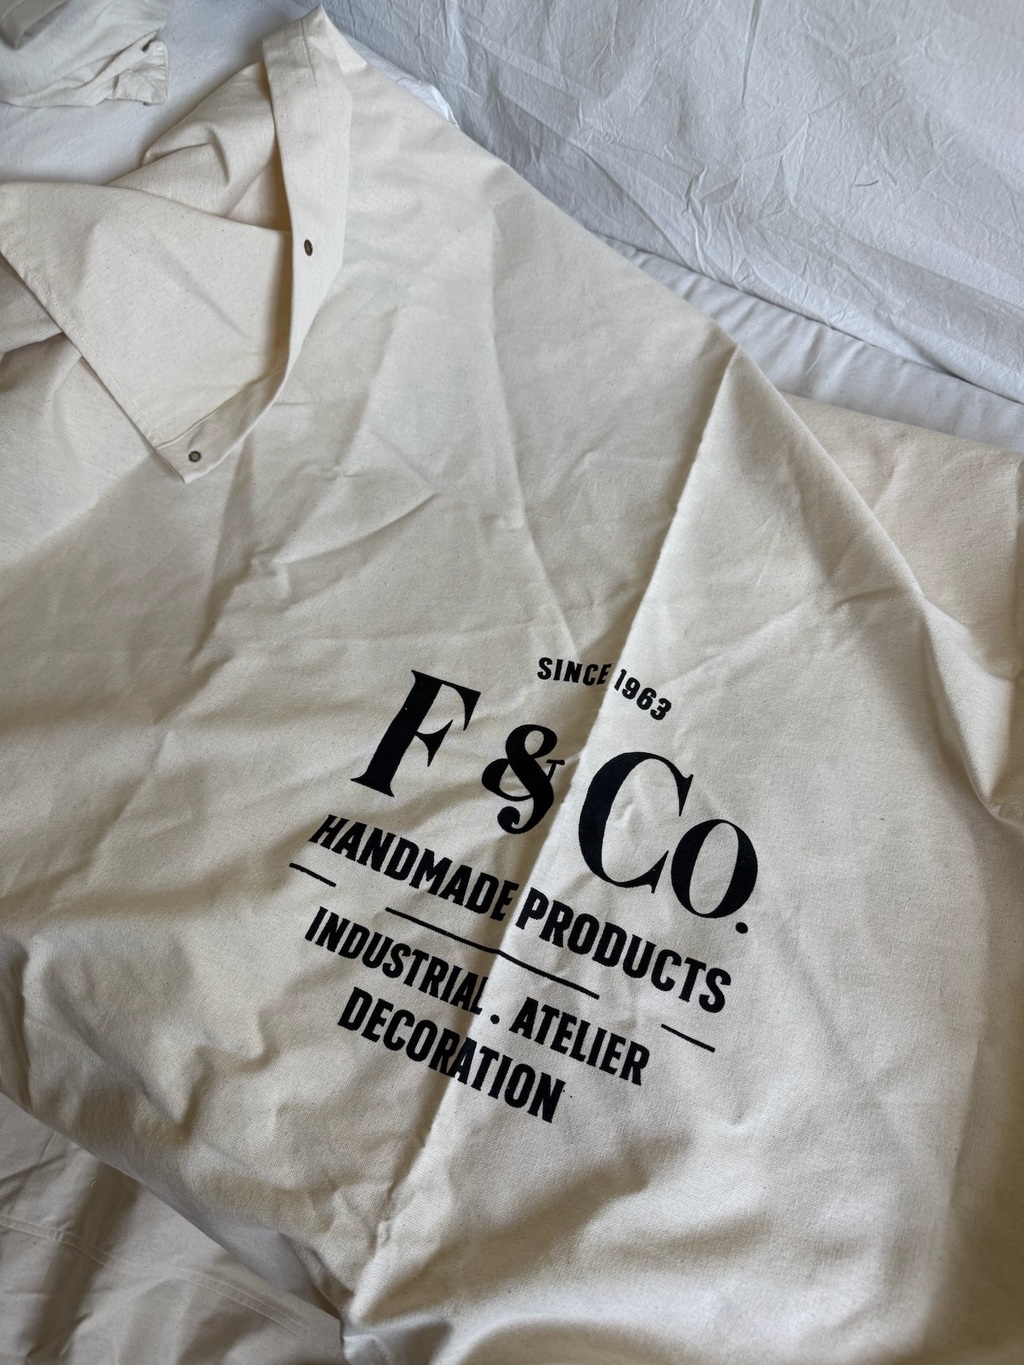 SINCE 1963
F & Co.
HANDMADE PRODUCTS
INDUSTRIAL . ATELIER
DECORATION